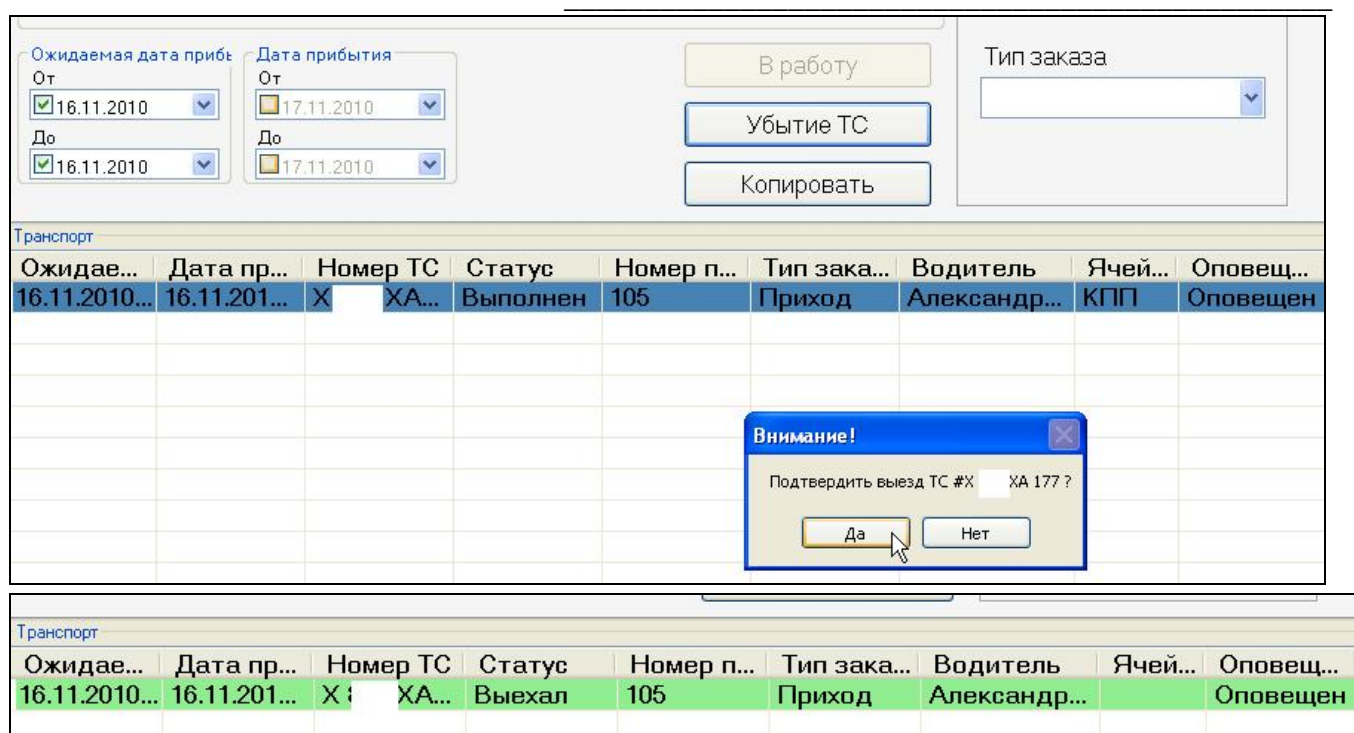 Ожидаемая дата прибь
Дата прибытия
От
От
16.11.2010
17.11.2010
До
До
16.11.2010
17.11.2010
В работу
Убытие ТС
Копировать
Тип заказа
Транспорт
Ожидае... Дата пр... Номер ТС Статус Номер п... Тип зака... Водитель Ячей... Оповещ...
16.11.2010... 16.11.201... Х ХА... Выполнен 105 Приход Александр... КПП Оповещен
Внимание!
Подтвердить выезд ТС #Х ХА 177 ?
Да Нет
Транспорт
Ожидае... Дата пр... Номер ТС Статус Номер п... Тип зака... Водитель Ячей... Оповещ...
16.11.2010... 16.11.201... Х ХА... Выехал 105 Приход Александр... Оповещен